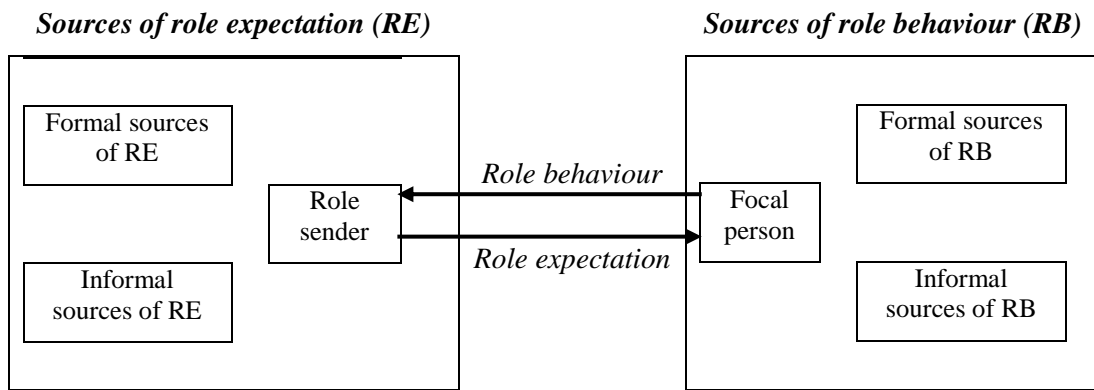 Sources of role expectation (RE)
Sources of role behaviour (RB)
Formal sources
of RE
Formal sources
of RB
Role behaviour
Role
sender
Focal
person
Role expectation
Informal
sources of RE
Informal
sources of RB